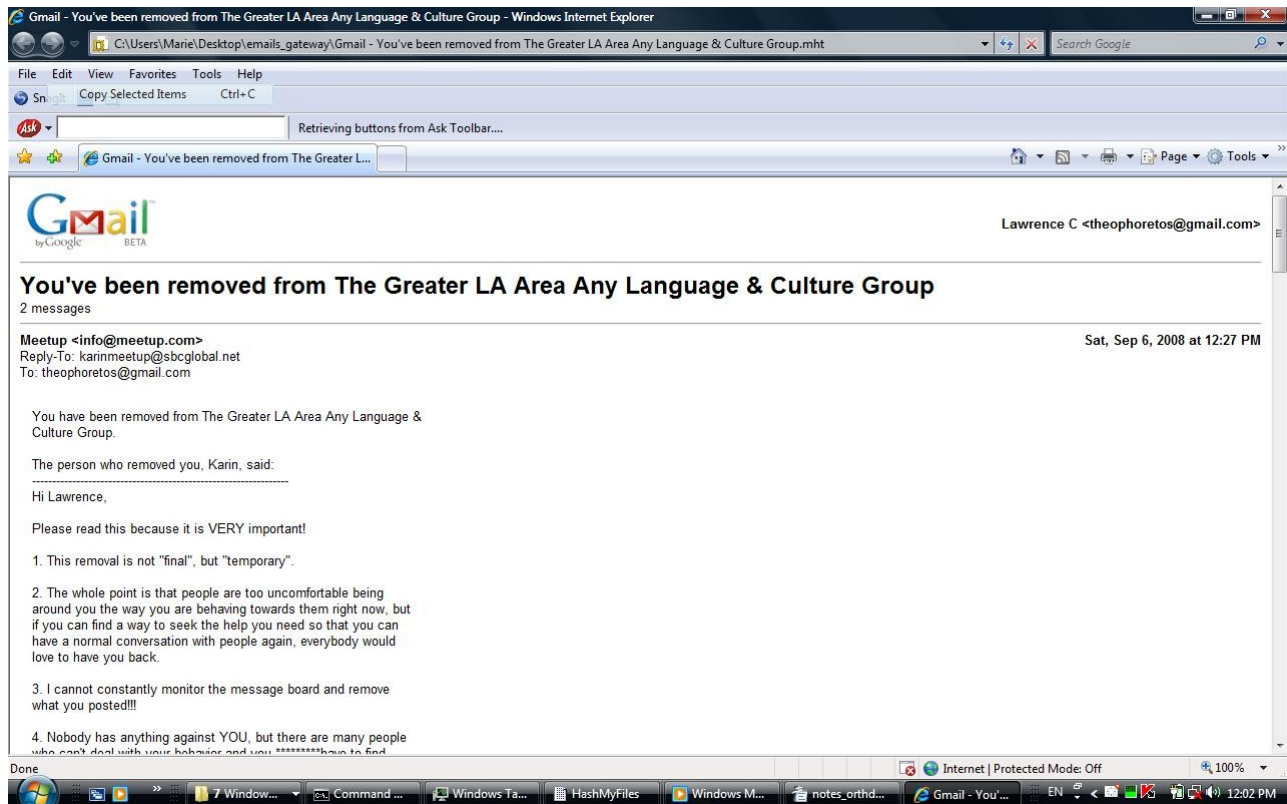 Gmail - You've been removed from The Greater LA Area Any Language & Culture Group - Windows Internet Explorer
C:\Users\Marie\Desktop\emails_gateway\Gmail - You've been removed from The Greater LA Area Any Language & Culture Group.mht
Search Google
File Edit View Favorites Tools Help
Copy Selected Items Ctrl+C
Ask
Retrieving buttons from Ask Toolbar....
Gmail - You've been removed from The Greater L...
Page Tools
Gmail
by Google BETA
Lawrence C <theophoretos@gmail.com>
You've been removed from The Greater LA Area Any Language & Culture Group
2 messages
Meetup <info@meetup.com>
Sat, Sep 6, 2008 at 12:27 PM
Reply-To: karinmeetup@sbcglobal.net
To: theophoretos@gmail.com
You have been removed from The Greater LA Area Any Language &
Culture Group.
The person who removed you, Karin, said:
----------------------------------------------------------------
Hi Lawrence,
Please read this because it is VERY important!
1. This removal is not "final", but "temporary".
2. The whole point is that people are too uncomfortable being
around you the way you are behaving towards them right now, but
if you can find a way to seek the help you need so that you can
have a normal conversation with people again, everybody would
love to have you back.
3. I cannot constantly monitor the message board and remove
what you posted!!!
4. Nobody has anything against YOU, but there are many people
who can't deal with your behavior and you *********have to find
Done
Internet | Protected Mode: Off
100%
7 Window...
Command ...
Windows Ta...
HashMyFiles
Windows M...
notes_orthd...
Gmail - You'...
EN
12:02 PM